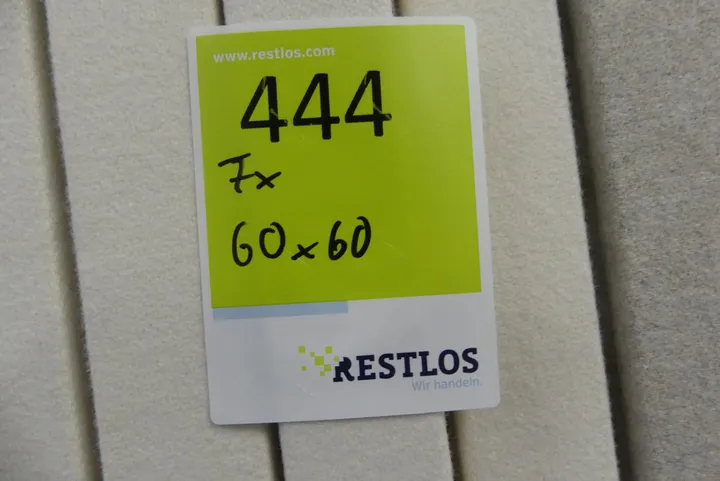 www.restlos.com
444
7x
60x60
RESTLOS
Wir handeln.